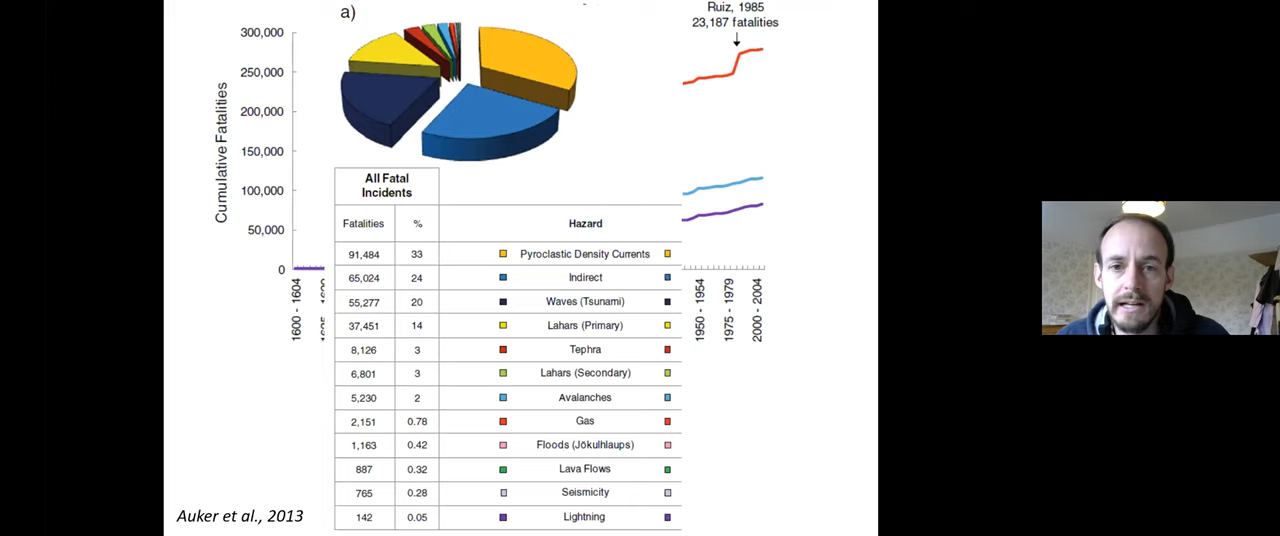 a)
Ruiz, 1985
23,187 fatalities
Cumulative Fatalities
300,000
250,000
200,000
150,000
100,000
50,000
0
1600 - 1604
1950 - 1954
1975 - 1979
2000 - 2004
All Fatal
Incidents
Fatalities % Hazard
91,484 33 Pyroclastic Density Currents
65,024 24 Indirect
55,277 20 Waves (Tsunami)
37,451 14 Lahars (Primary)
8,126 3 Tephra
6,801 3 Lahars (Secondary)
5,230 2 Avalanches
2,151 0.78 Gas
1,163 0.42 Floods (Jökulhlaups)
887 0.32 Lava Flows
765 0.28 Seismicity
142 0.05 Lightning
Auker et al., 2013